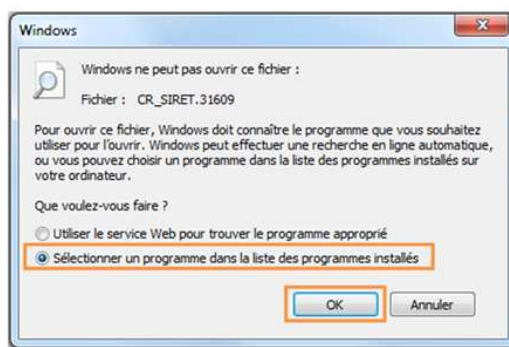 Windows
Windows ne peut pas ouvrir ce fichier :
Fichier : CR_SIRET.31609
Pour ouvrir ce fichier, Windows doit connaître le programme que vous souhaitez
utiliser pour l'ouvrir. Windows peut effectuer une recherche en ligne automatique,
ou vous pouvez choisir un programme dans la liste des programmes installés sur
votre ordinateur.
Que voulez-vous faire ?
Utiliser le service Web pour trouver le programme approprié
Sélectionner un programme dans la liste des programmes installés
OK
Annuler